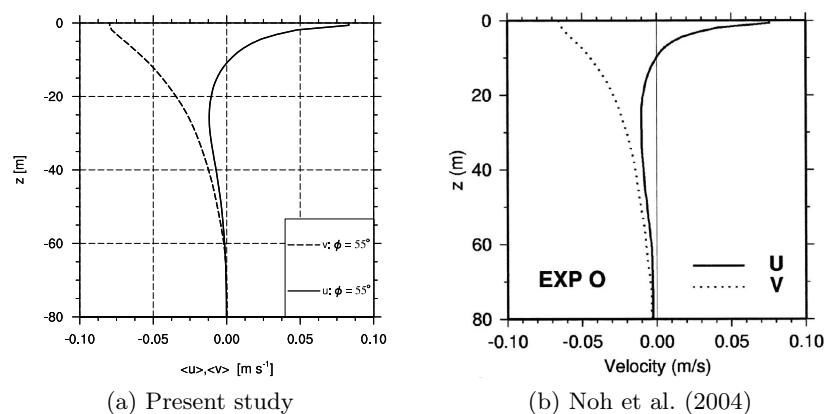 0
-20
-40
-60
-80
z [m]
-0.10 -0.05 0.00 0.05 0.10
<u>,<v> [m s⁻¹]
v: ϕ = 55°
u: ϕ = 55°
(a) Present study
0
20
40
60
80
z (m)
-0.10 -0.05 0.00 0.05 0.10
Velocity (m/s)
EXP O
U
V
(b) Noh et al. (2004)